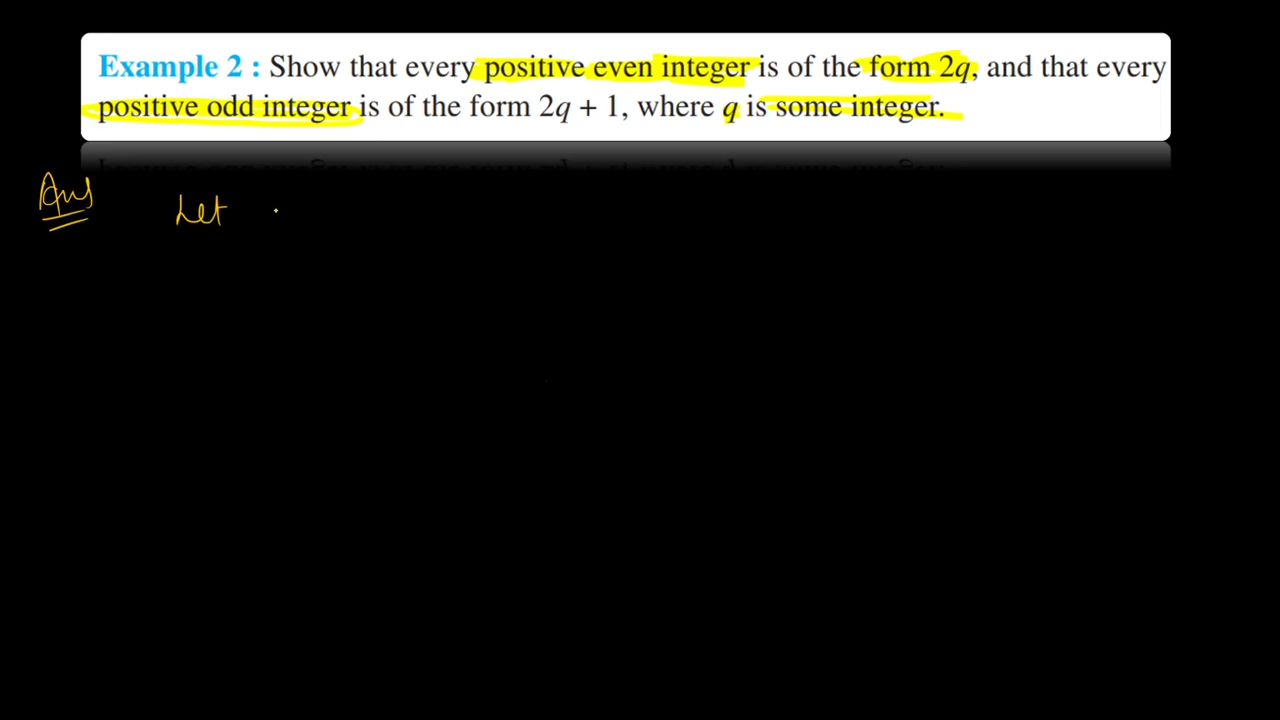 Example 2 : Show that every positive even integer is of the form 2q, and that every
positive odd integer is of the form 2q + 1, where q is some integer.
Ans Let